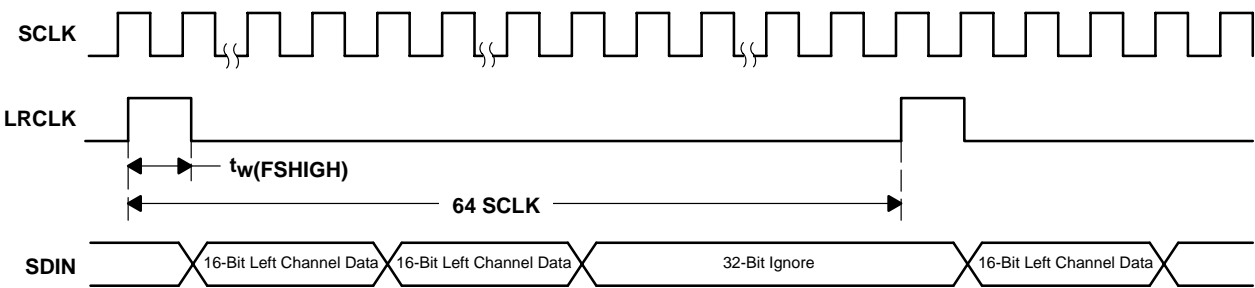 SCLK
LRCLK
tw(FSHIGH)
64 SCLK
SDIN
16-Bit Left Channel Data
16-Bit Left Channel Data
32-Bit Ignore
16-Bit Left Channel Data